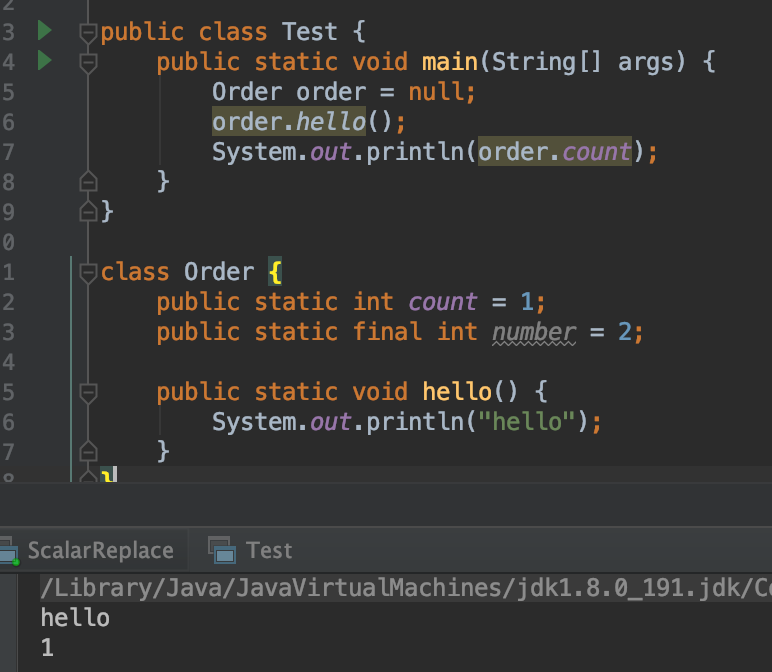 2
3 public class Test {
4 public static void main(String[] args) {
5 Order order = null;
6 order.hello();
7 System.out.println(order.count);
8 }
9 }
0
1 class Order {
2 public static int count = 1;
3 public static final int number = 2;
4
5 public static void hello() {
6 System.out.println("hello");
7 }
8 }
ScalarReplace Test
/Library/Java/JavaVirtualMachines/jdk1.8.0_191.jdk/Co
hello
1